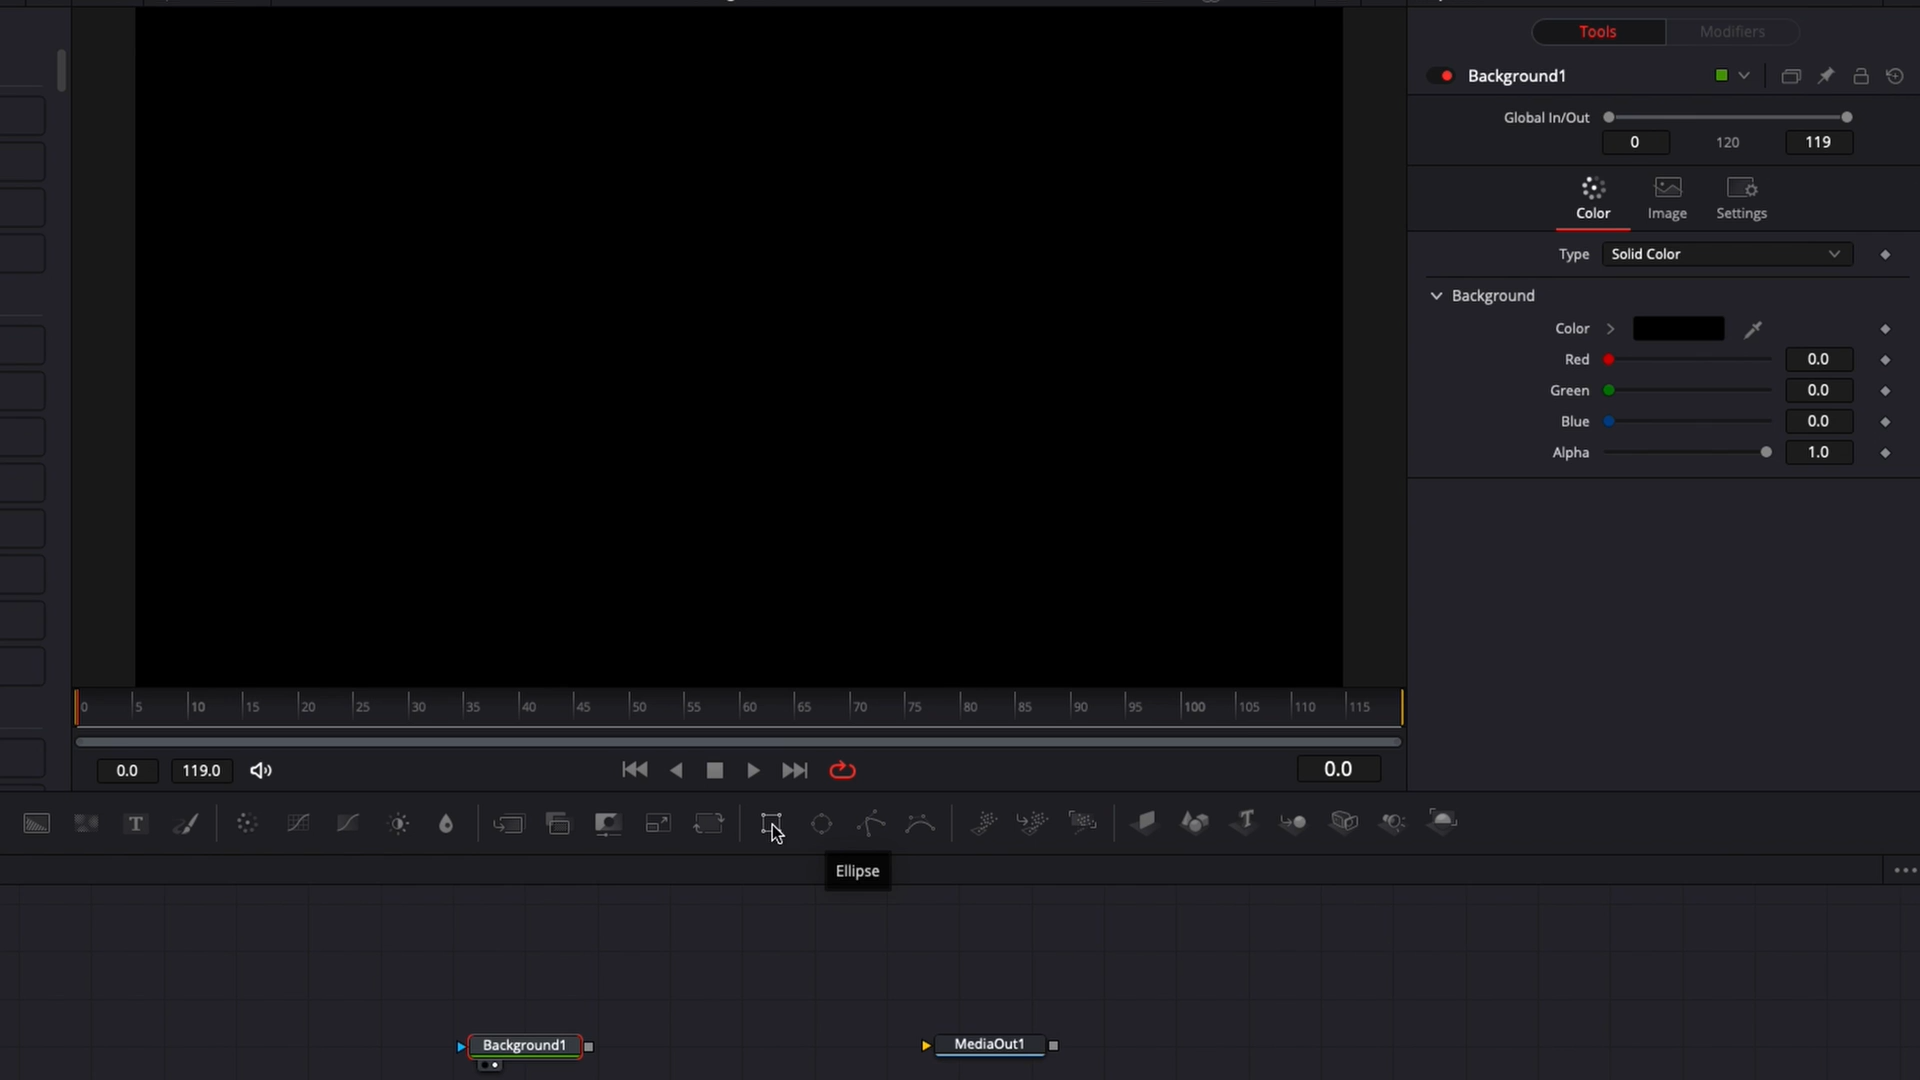 Tools
Modifiers
Background1
Global In/Out
0
120
119
Color
Image
Settings
Type
Solid Color
Background
Color
Red
0.0
Green
0.0
Blue
0.0
Alpha
1.0
0 5 10 15 20 25 30 35 40 45 50 55 60 65 70 75 80 85 90 95 100 105 110 115
0.0
119.0
0.0
T
Ellipse
Background1
MediaOut1